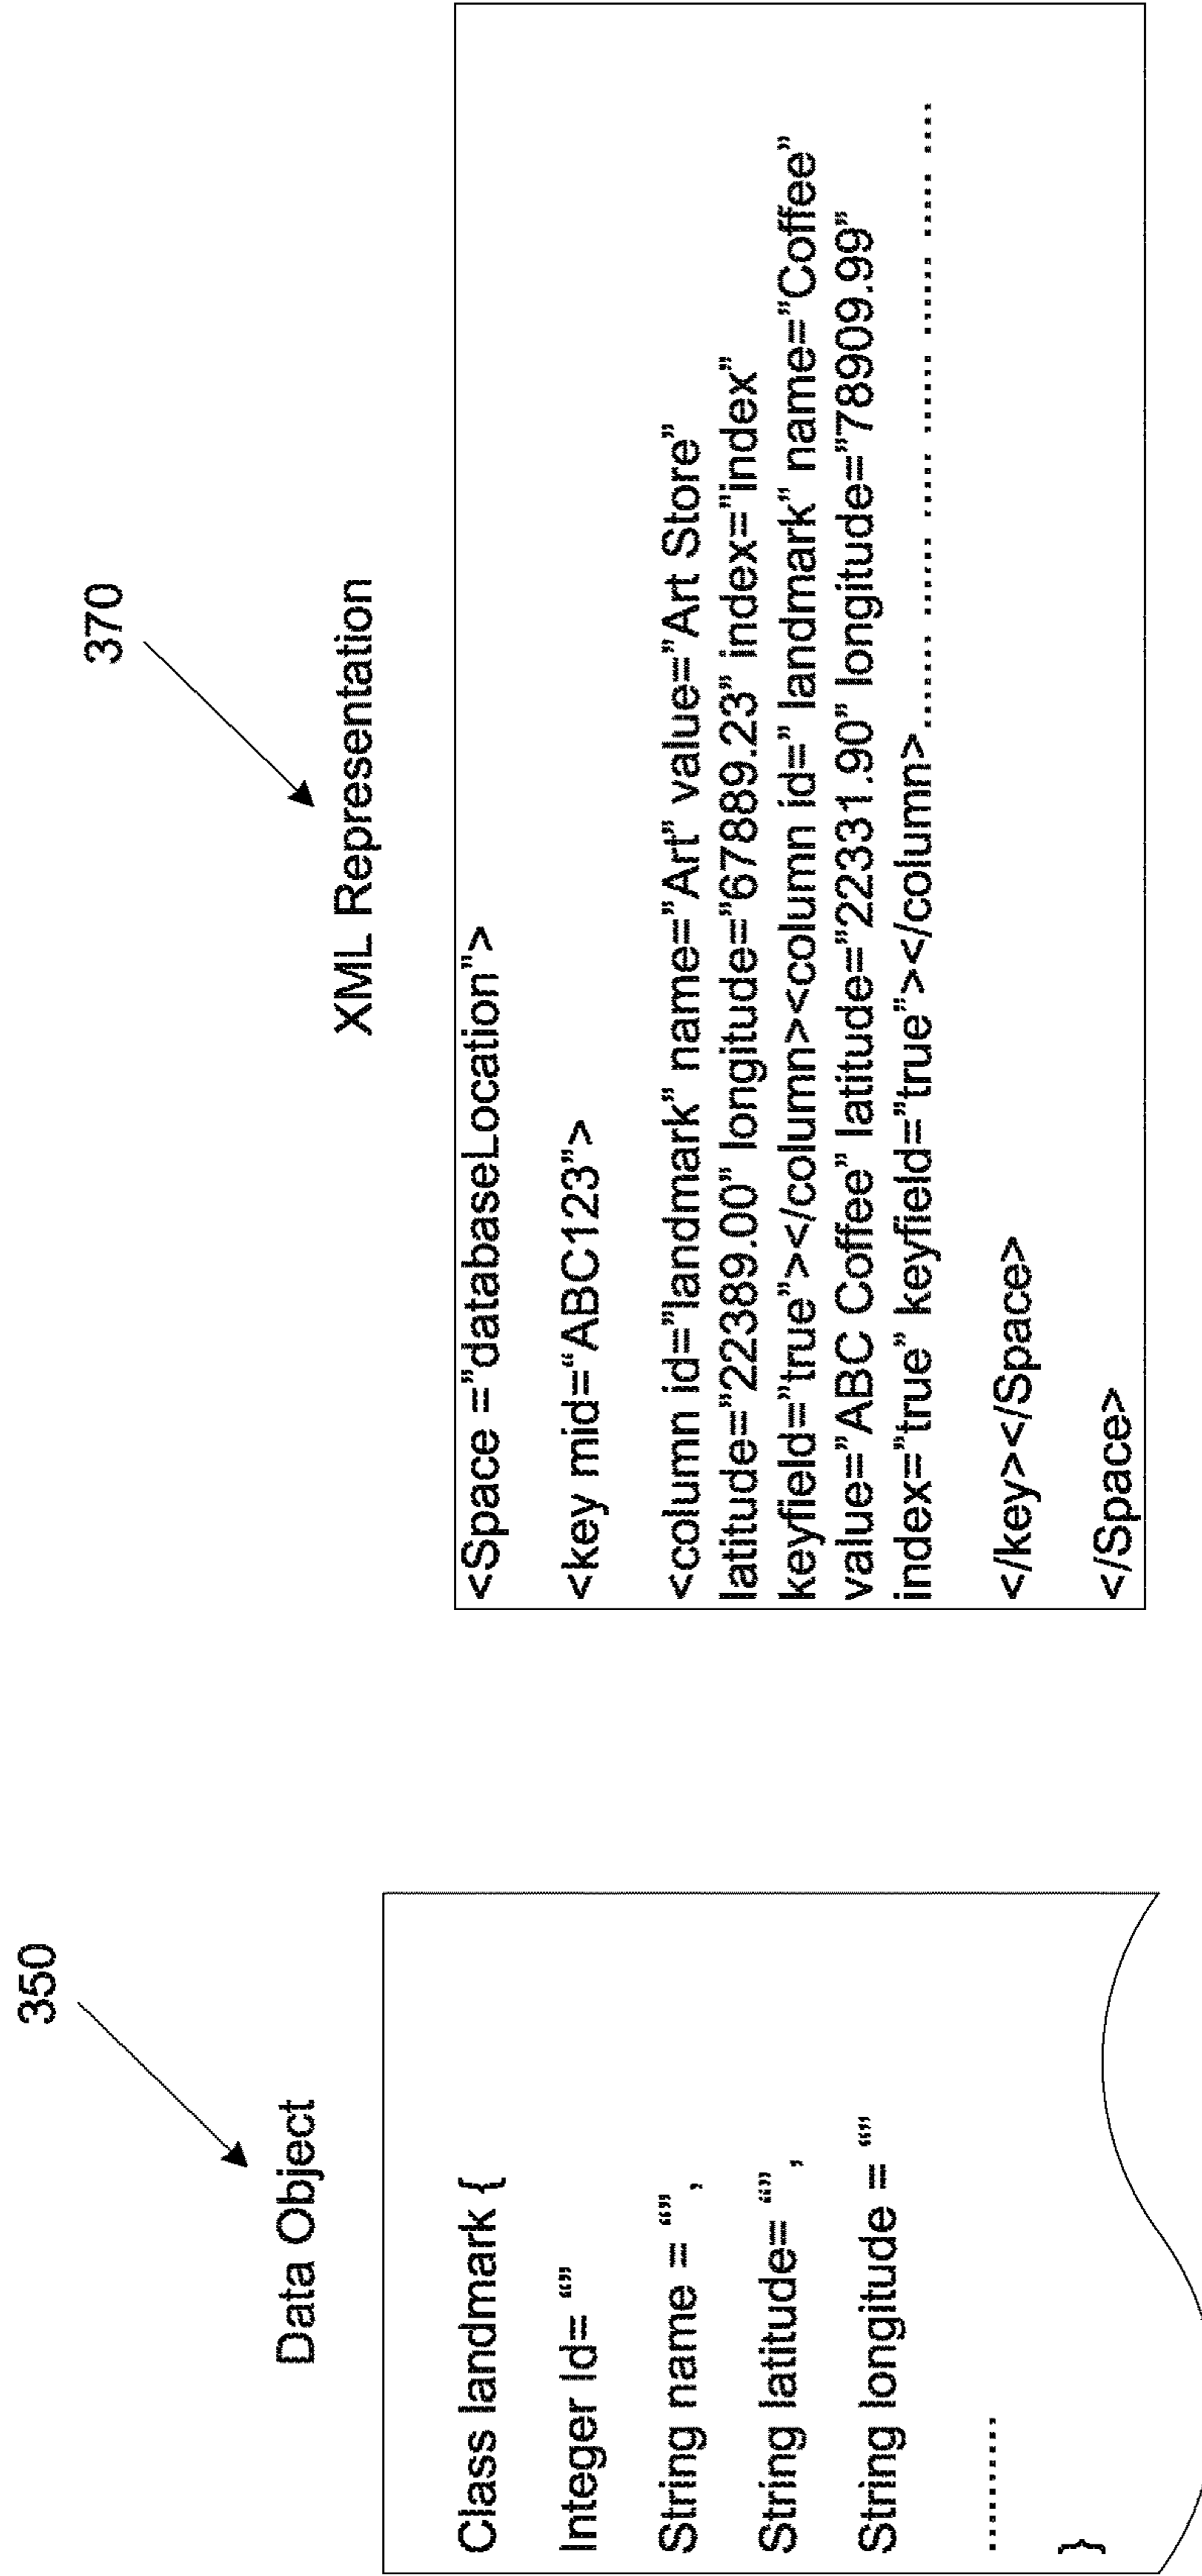 350
Data Object
Class landmark {
Integer Id= “”
String name = “”,
String latitude= “” ,
String longitude = “”
..........
}
370
XML Representation
<Space =”databaseLocation”>
<key mid=“ABC123”>
<column id=”landmark” name=”Art” value=”Art Store”
latitude=”22389.00” longitude=”67889.23” index=”index”
keyfield=”true”></column><column id=” landmark” name=”Coffee”
value=”ABC Coffee” latitude=”22331.90” longitude=”78909.99”
index=”true” keyfield=”true”></column>....... ...... ..... ...... ...... ...... ..... ....
</key></Space>
</Space>